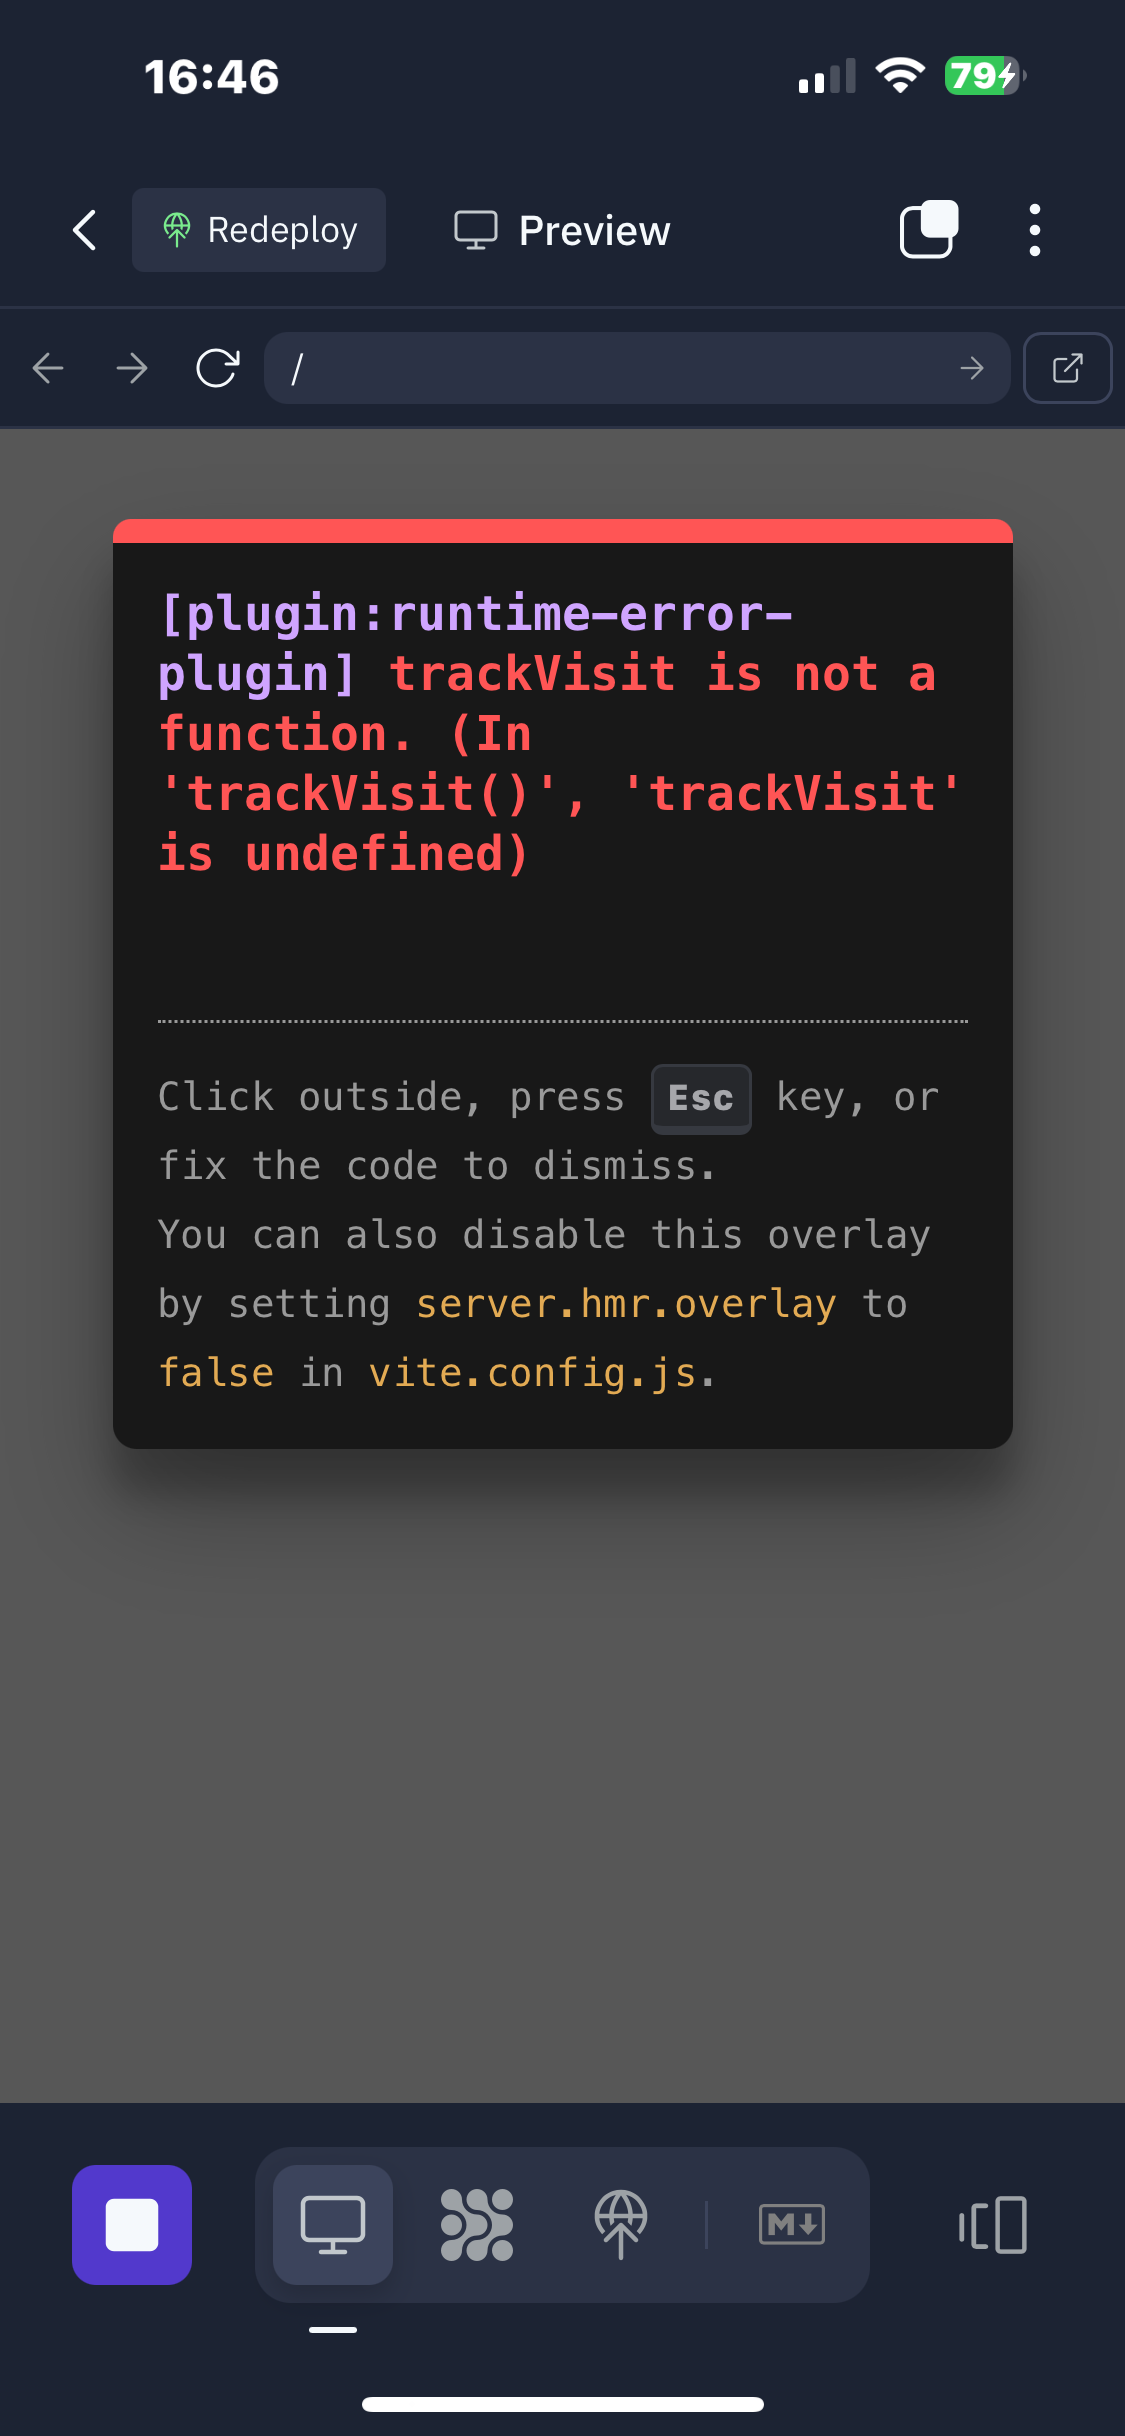 16:46
79
Redeploy
Preview
/
[plugin:runtime-error-
plugin] trackVisit is not a
function. (In
'trackVisit()', 'trackVisit'
is undefined)
Click outside, press Esc key, or
fix the code to dismiss.
You can also disable this overlay
by setting server.hmr.overlay to
false in vite.config.js.
M